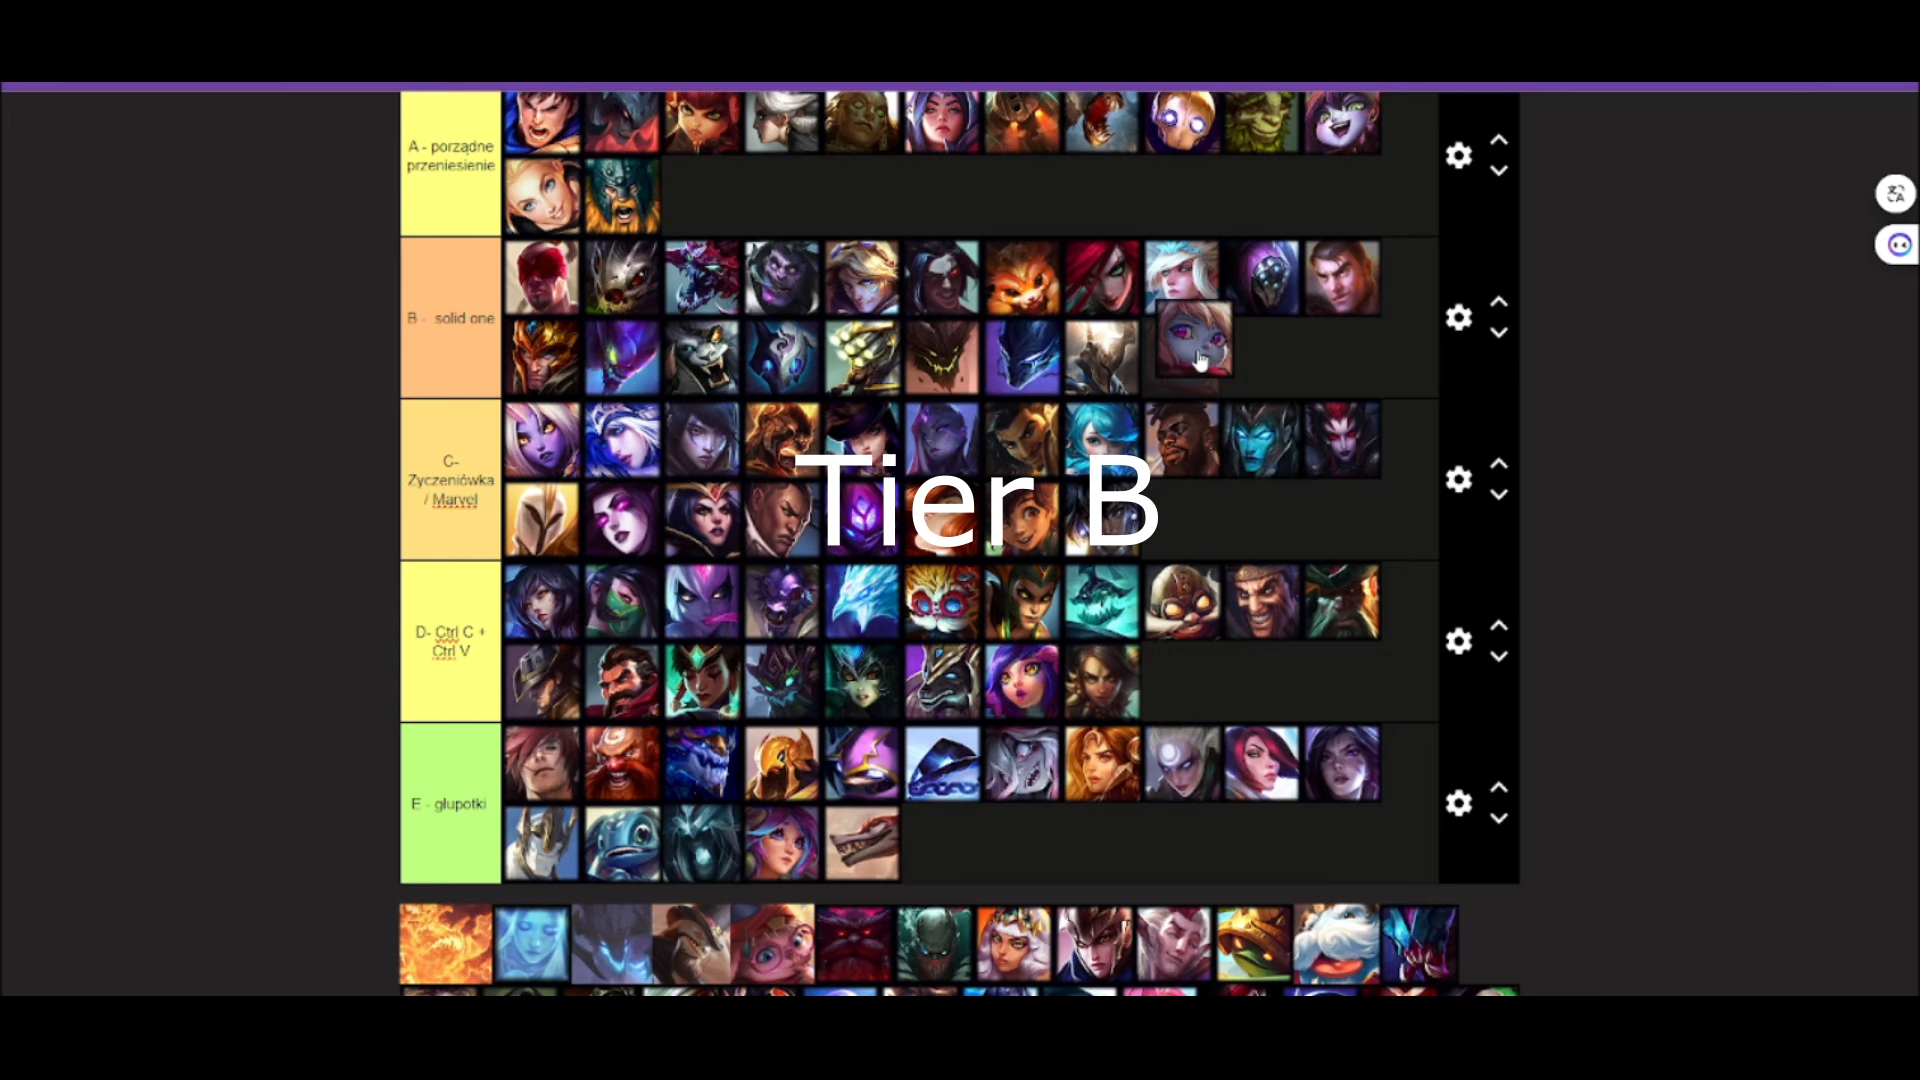 A - porządne
przeniesienie
B - solid one
C-
Zyczeniówka
/ Marvel
Tier B
D- Ctrl C +
Ctrl V
E - głupotki